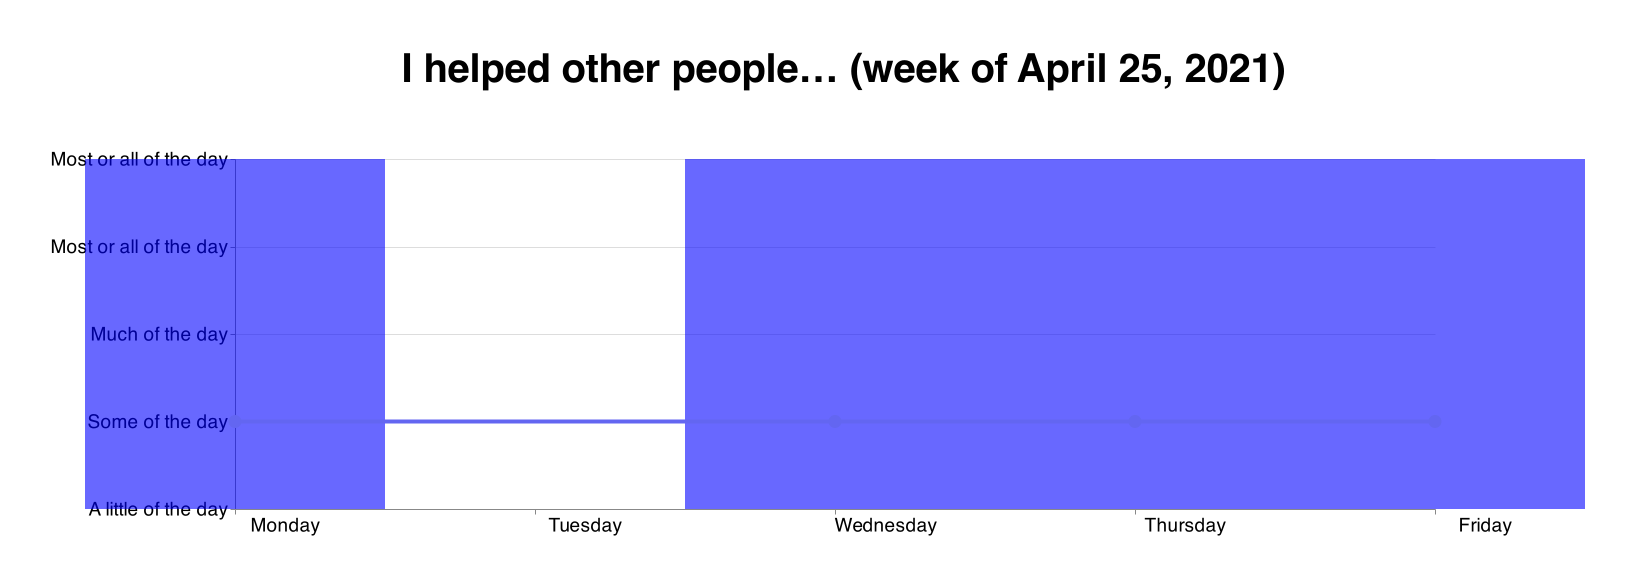 I helped other people… (week of April 25, 2021)
Most or all of the day
Most or all of the day
Much of the day
Some of the day
A little of the day
Monday Tuesday Wednesday Thursday Friday